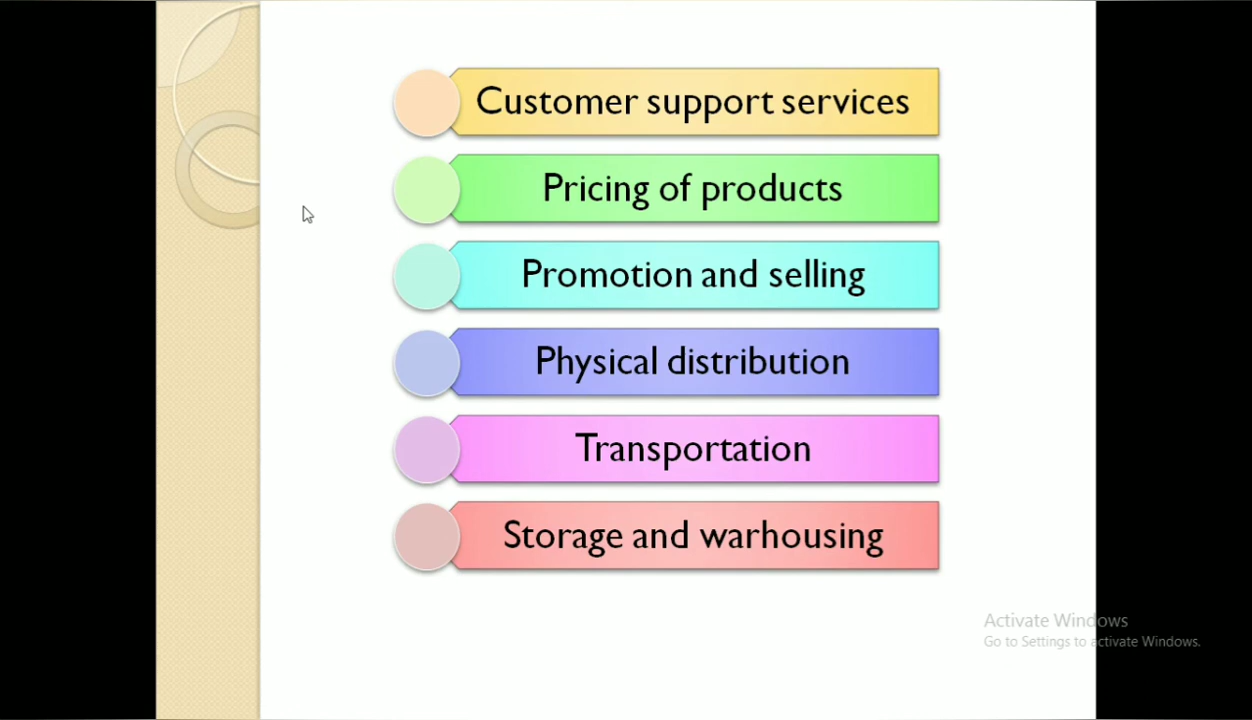 Customer support services
Pricing of products
Promotion and selling
Physical distribution
Transportation
Storage and warhousing
Activate Windows
Go to Settings to activate Windows.